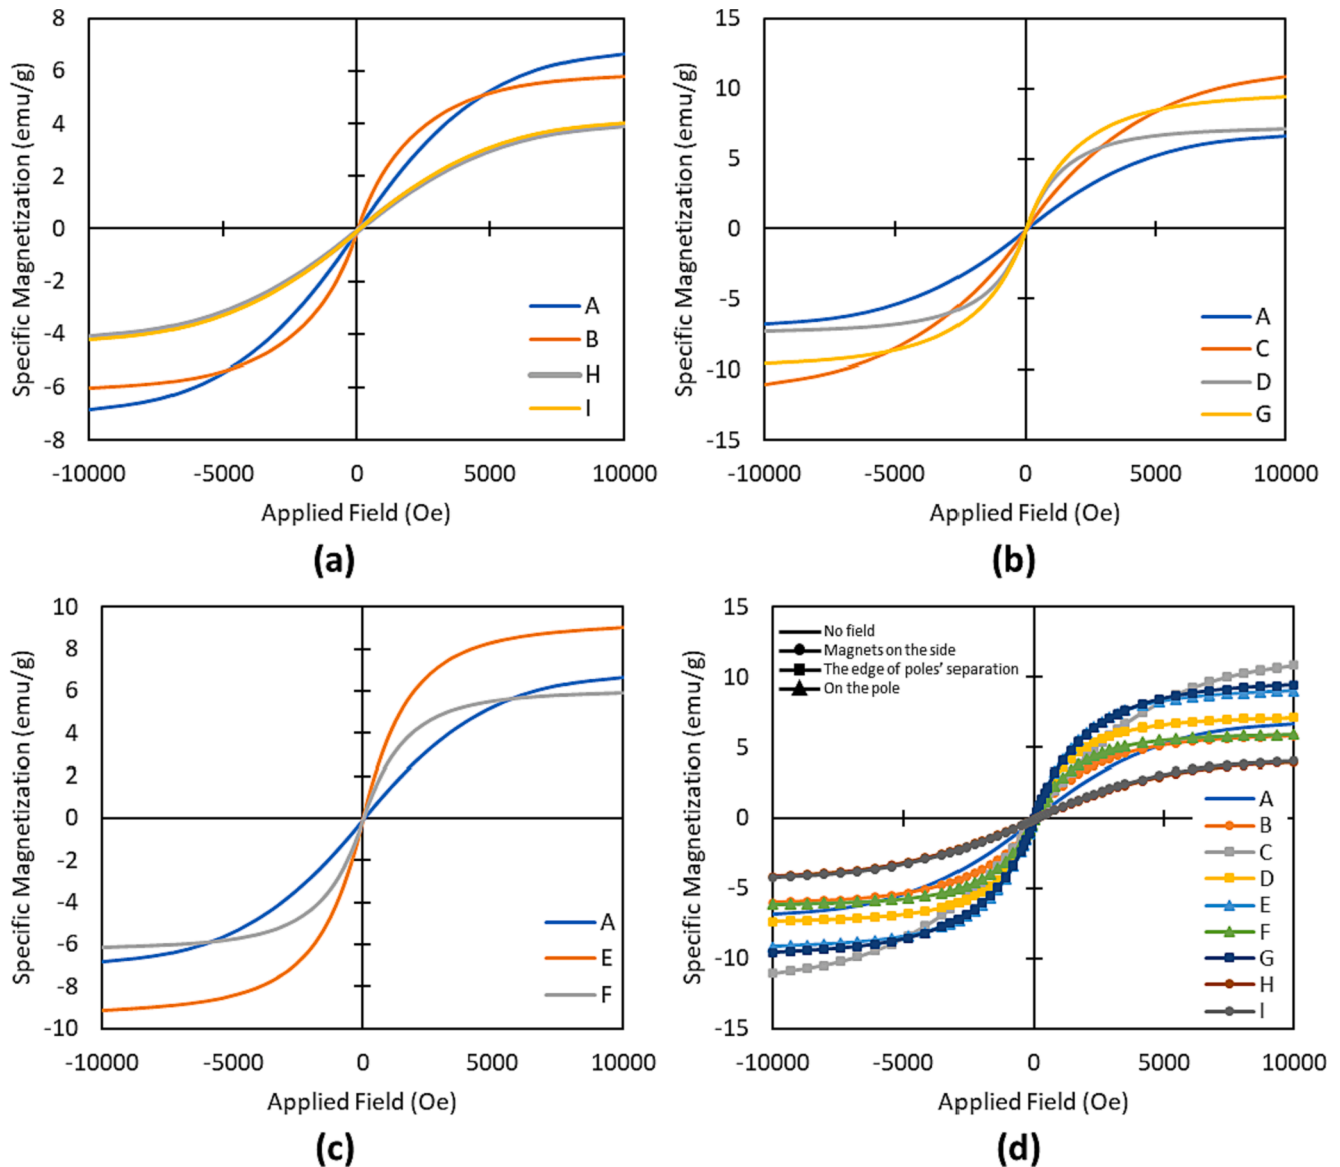 8
6
4
2
0
-2
-4
-6
-8
Specific Magnetization (emu/g)
A
B
H
I
-10000 -5000 0 5000 10000
Applied Field (Oe)
(a)
15
10
5
0
-5
-10
-15
Specific Magnetization (emu/g)
A
C
D
G
-10000 -5000 0 5000 10000
Applied Field (Oe)
(b)
10
8
6
4
2
0
-2
-4
-6
-8
-10
Specific Magnetization (emu/g)
A
E
F
-10000 -5000 0 5000 10000
Applied Field (Oe)
(c)
15
10
5
0
-5
-10
-15
Specific Magnetization (emu/g)
No field
Magnets on the side
The edge of poles' separation
On the pole
A
B
C
D
E
F
G
H
I
-10000 -5000 0 5000 10000
Applied Field (Oe)
(d)